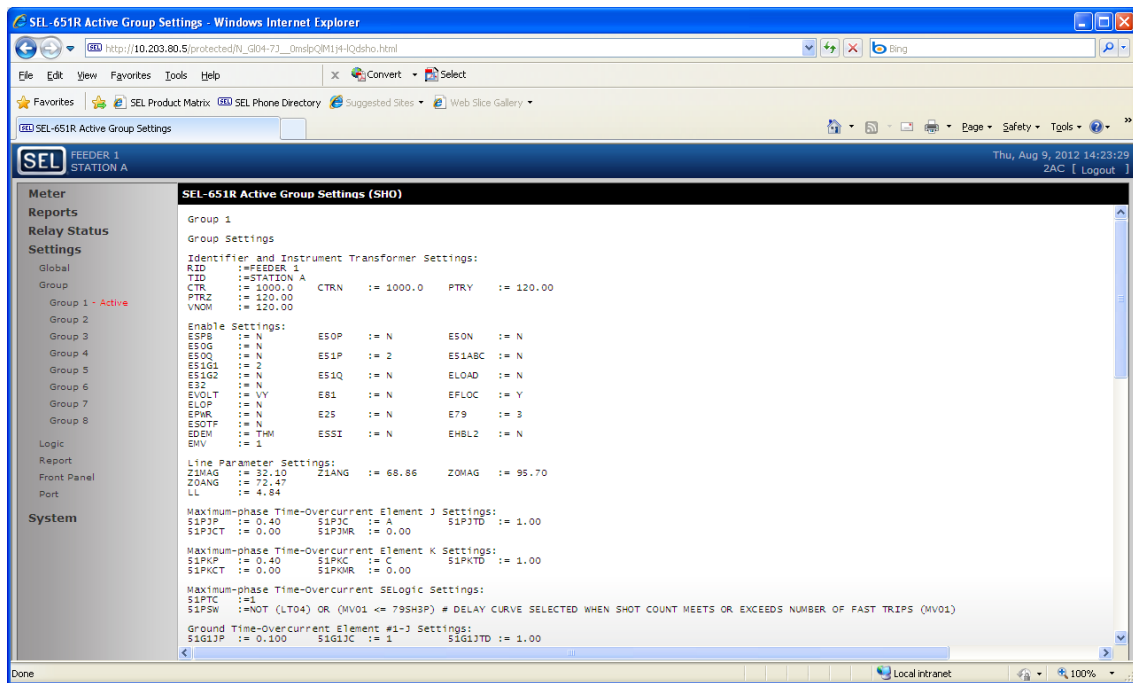 SEL-651R Active Group Settings - Windows Internet Explorer
http://10.203.80.5/protected/N_Gl04-7J__0mslpQlM1j4-lQdsho.html
Bing
File Edit View Favorites Tools Help
x Convert Select
Favorites SEL Product Matrix SEL SEL Phone Directory Suggested Sites Web Slice Gallery
SEL SEL-651R Active Group Settings
Page Safety Tools »
SEL
FEEDER 1
STATION A
Thu, Aug 9, 2012 14:23:29
2AC [ Logout ]
Meter
Reports
Relay Status
Settings
Global
Group
Group 1 - Active
Group 2
Group 3
Group 4
Group 5
Group 6
Group 7
Group 8
Logic
Report
Front Panel
Port
System
SEL-651R Active Group Settings (SHO)
Group 1
Group Settings
Identifier and Instrument Transformer Settings:
RID :=FEEDER 1
TID :=STATION A
CTR := 1000.0 CTRN := 1000.0 PTRY := 120.00
PTRZ := 120.00
VNOM := 120.00
Enable Settings:
ESPB := N E50P := N E50N := N
E50G := N
E50Q := N E51P := 2 E51ABC := N
E51G1 := 2
E51G2 := N E51Q := N ELOAD := N
E32 := N
EVOLT := VY E81 := N EFLOC := Y
ELOP := N
EPWR := N E25 := N E79 := 3
ESOTF := N
EDEM := THM ESSI := N EHBL2 := N
EMV := 1
Line Parameter Settings:
Z1MAG := 32.10 Z1ANG := 68.86 Z0MAG := 95.70
Z0ANG := 72.47
LL := 4.84
Maximum-phase Time-Overcurrent Element J Settings:
51PJP := 0.40 51PJC := A 51PJTD := 1.00
51PJCT := 0.00 51PJMR := 0.00
Maximum-phase Time-Overcurrent Element K Settings:
51PKP := 0.40 51PKC := C 51PKTD := 1.00
51PKCT := 0.00 51PKMR := 0.00
Maximum-phase Time-Overcurrent SELogic Settings:
51PTC :=1
51PSW :=NOT (LT04) OR (MV01 <= 79SH3P) # DELAY CURVE SELECTED WHEN SHOT COUNT MEETS OR EXCEEDS NUMBER OF FAST TRIPS (MV01)
Ground Time-Overcurrent Element #1-J Settings:
51G1JP := 0.100 51G1JC := 1 51G1JTD := 1.00
Done
Local intranet
100%